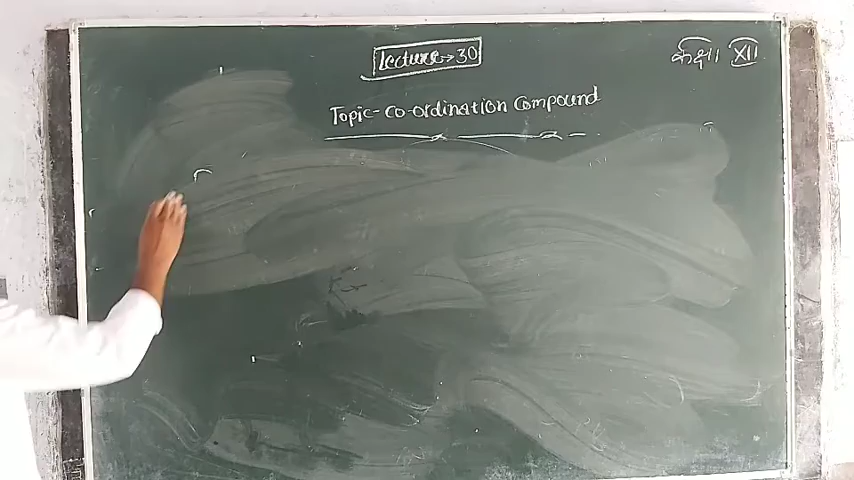 Lecture→30
कक्षा XII
Topic-co-ordination compound